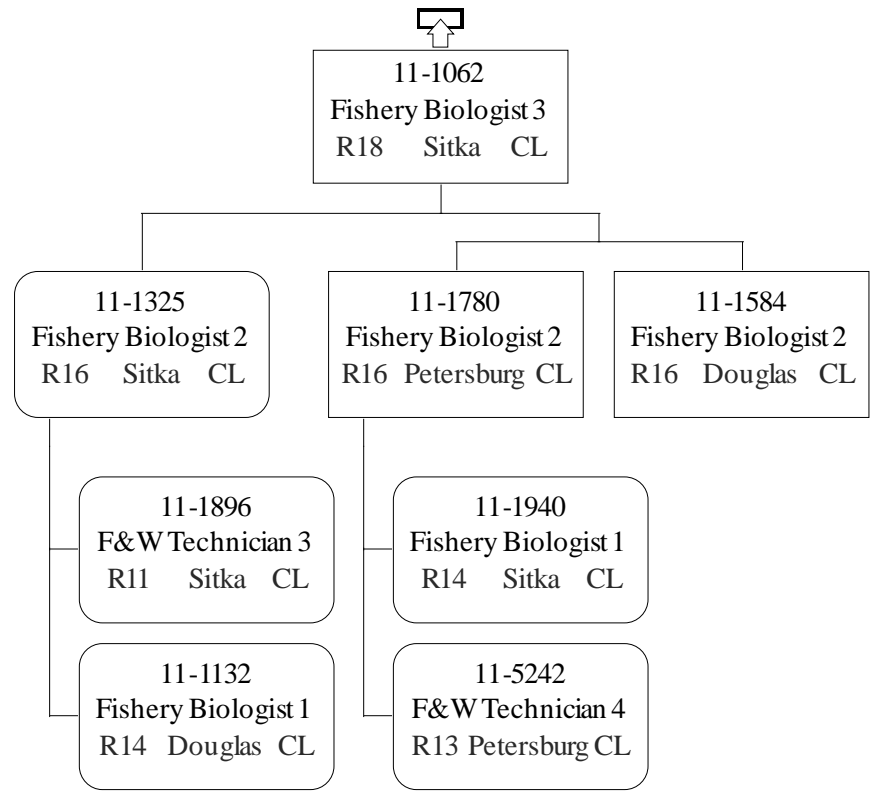 11-1062
Fishery Biologist 3
R18 Sitka CL
11-1325
Fishery Biologist 2
R16 Sitka CL
11-1780
Fishery Biologist 2
R16 Petersburg CL
11-1584
Fishery Biologist 2
R16 Douglas CL
11-1896
F&W Technician 3
R11 Sitka CL
11-1940
Fishery Biologist 1
R14 Sitka CL
11-1132
Fishery Biologist 1
R14 Douglas CL
11-5242
F&W Technician 4
R13 Petersburg CL